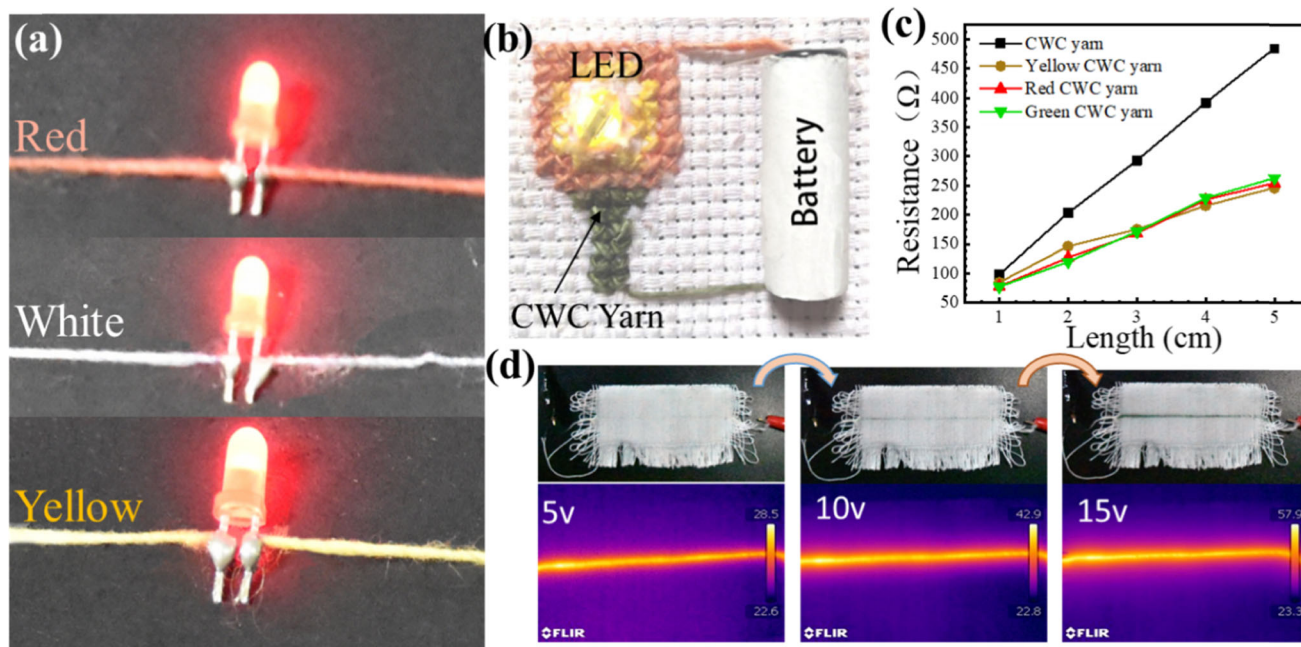 (a)
Red
White
Yellow
(b)
LED
Battery
CWC Yarn
(c)
Resistance (Ω)
500
450
400
350
300
250
200
150
100
50
CWC yarn
Yellow CWC yarn
Red CWC yarn
Green CWC yarn
1 2 3 4 5
Length (cm)
(d)
5v
28.5
22.6
FLIR
10v
42.9
22.8
FLIR
15v
57.9
23.3
FLIR